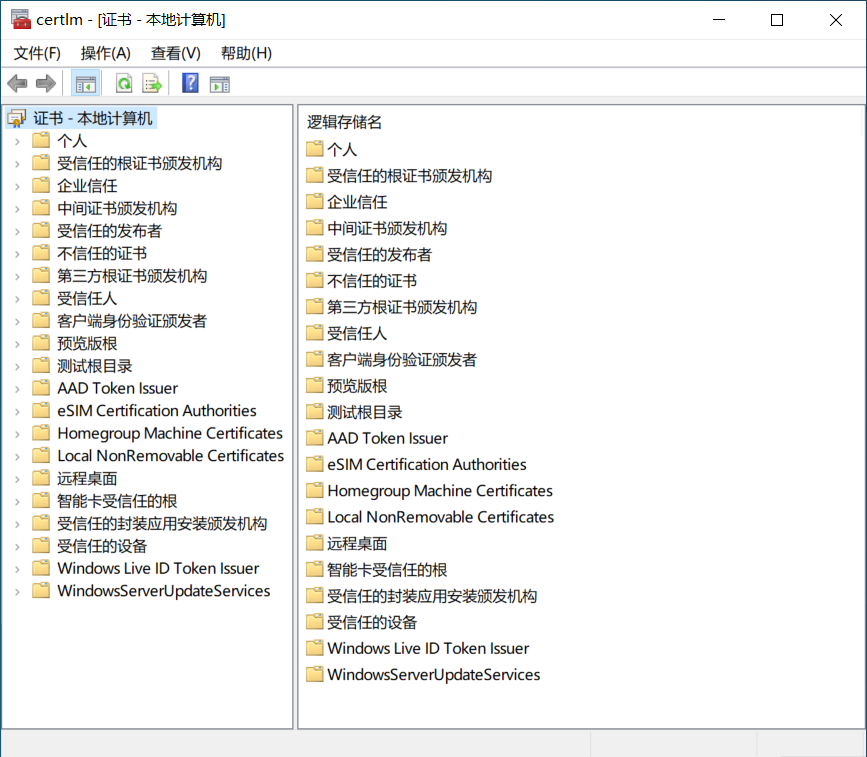 certlm - [证书 - 本地计算机]
文件(F) 操作(A) 查看(V) 帮助(H)
证书 - 本地计算机
个人
受信任的根证书颁发机构
企业信任
中间证书颁发机构
受信任的发布者
不信任的证书
第三方根证书颁发机构
受信任人
客户端身份验证颁发者
预览版根
测试根目录
AAD Token Issuer
eSIM Certification Authorities
Homegroup Machine Certificates
Local NonRemovable Certificates
远程桌面
智能卡受信任的根
受信任的封装应用安装颁发机构
受信任的设备
Windows Live ID Token Issuer
WindowsServerUpdateServices
逻辑存储名
个人
受信任的根证书颁发机构
企业信任
中间证书颁发机构
受信任的发布者
不信任的证书
第三方根证书颁发机构
受信任人
客户端身份验证颁发者
预览版根
测试根目录
AAD Token Issuer
eSIM Certification Authorities
Homegroup Machine Certificates
Local NonRemovable Certificates
远程桌面
智能卡受信任的根
受信任的封装应用安装颁发机构
受信任的设备
Windows Live ID Token Issuer
WindowsServerUpdateServices